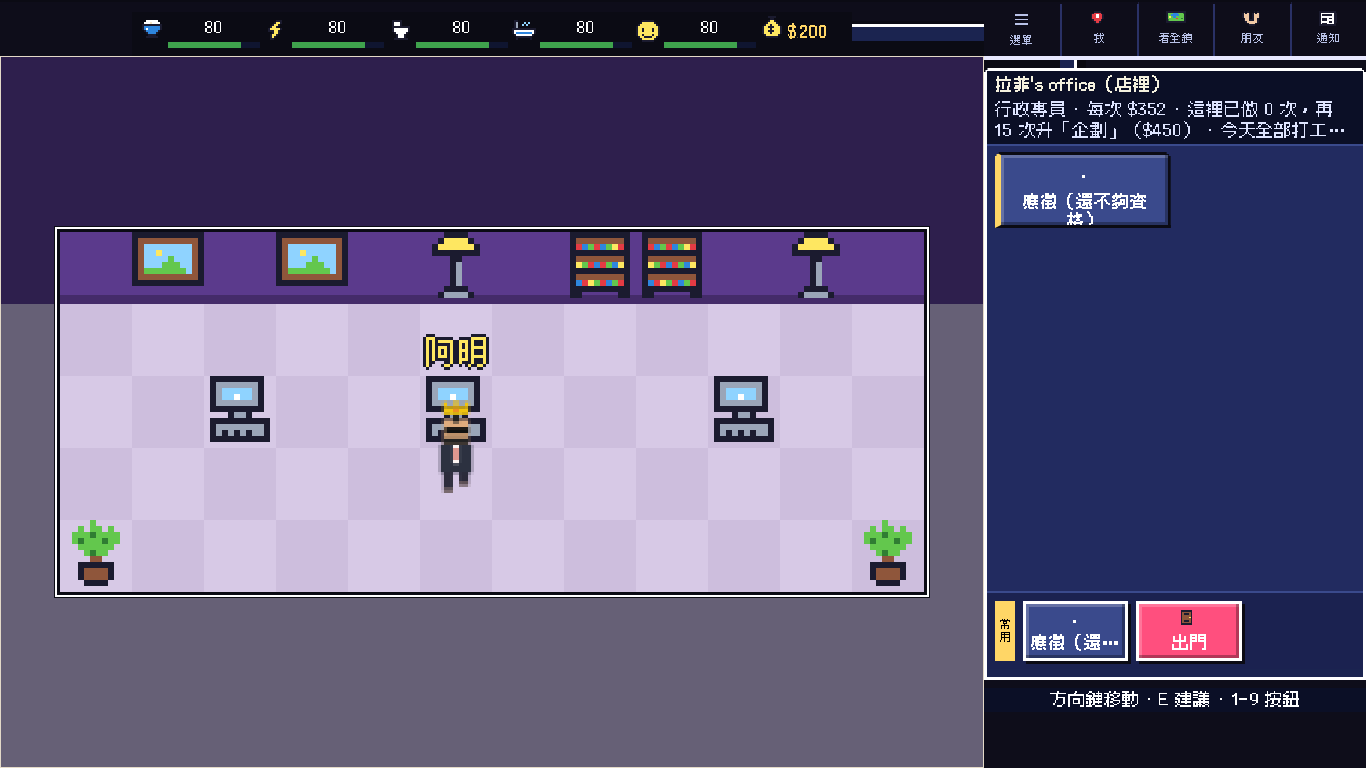 80
80
80
80
80
$200
選單
我
看全鎮
朋友
通知
拉菲's office（店裡）
行政專員 · 每次 $352 · 這裡已做 0 次，再
15 次升「企劃」（$450） · 今天全部打工…
應徵（還不夠資
格）
阿明
常用
應徵（還…
出門
方向鍵移動 · E 建議 · 1-9 按鈕